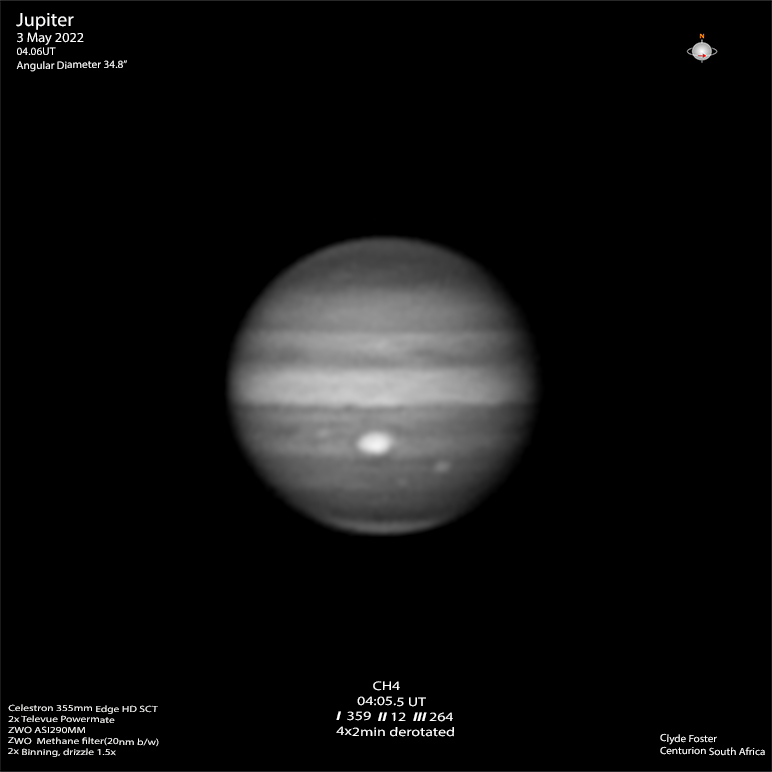 Jupiter
3 May 2022
04.06UT
Angular Diameter 34.8"
N
CH4
04:05.5 UT
I 359 II 12 III 264
4x2min derotated
Celestron 355mm Edge HD SCT
2x Televue Powermate
ZWO ASI290MM
ZWO Methane filter(20nm b/w)
2x Binning, drizzle 1.5x
Clyde Foster
Centurion South Africa